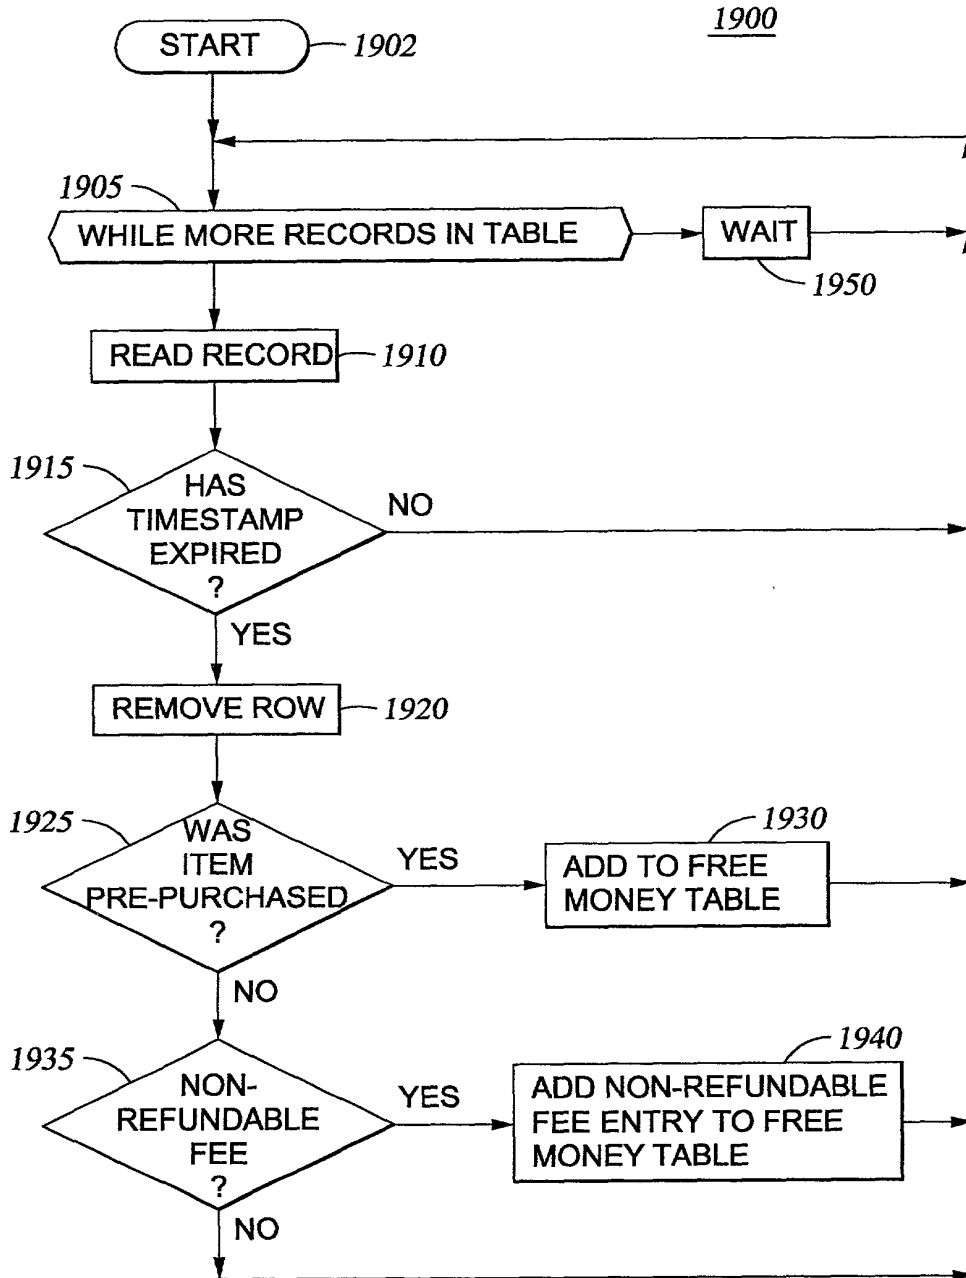 1900
START
1902
1905
WHILE MORE RECORDS IN TABLE
WAIT
1950
READ RECORD
1910
1915
HAS
TIMESTAMP
EXPIRED
?
NO
YES
REMOVE ROW
1920
1925
WAS
ITEM
PRE-PURCHASED
?
YES
1930
ADD TO FREE
MONEY TABLE
NO
1935
NON-
REFUNDABLE
FEE
?
YES
1940
ADD NON-REFUNDABLE
FEE ENTRY TO FREE
MONEY TABLE
NO